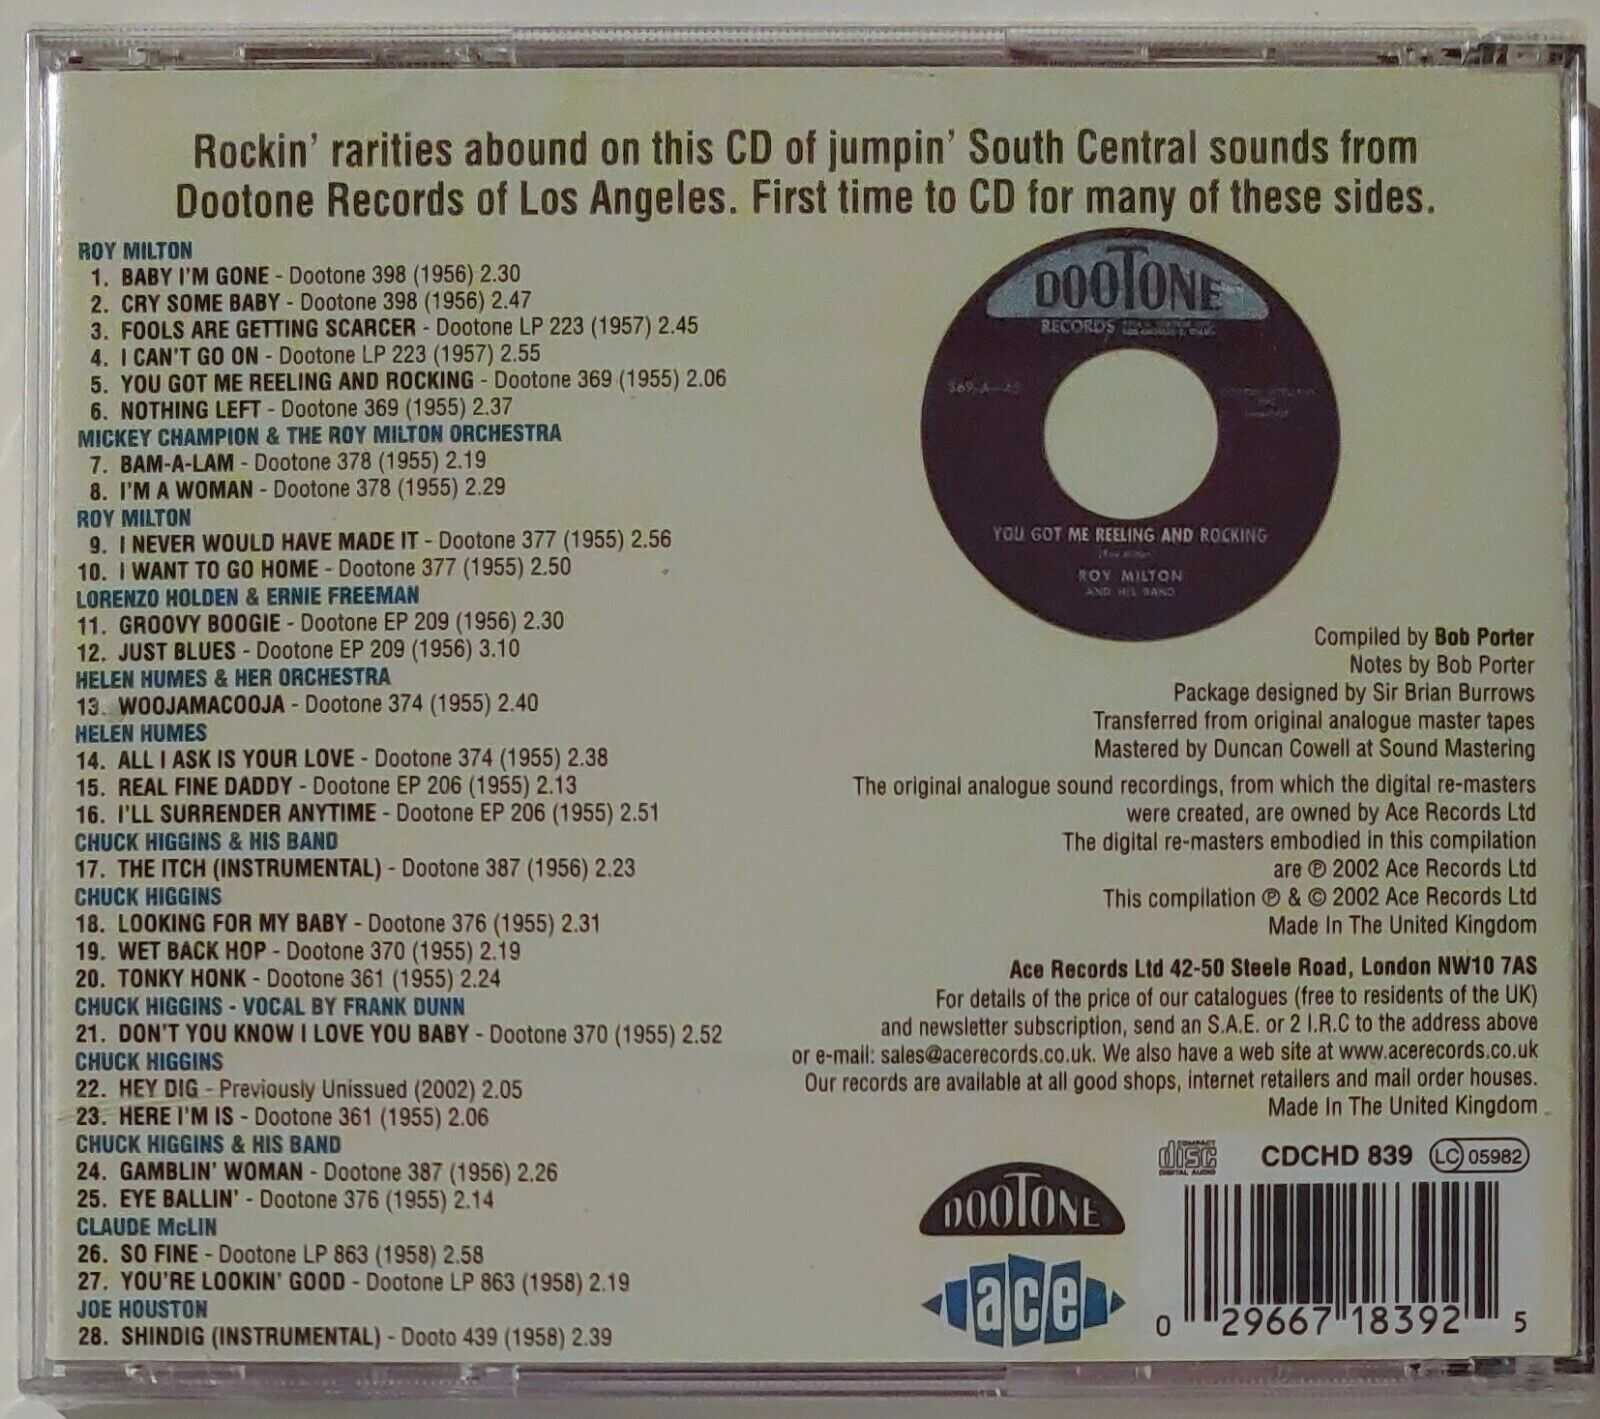 Rockin' rarities abound on this CD of jumpin' South Central sounds from
Dootone Records of Los Angeles. First time to CD for many of these sides.
ROY MILTON
1. BABY I'M GONE - Dootone 398 (1956) 2.30
2. CRY SOME BABY - Dootone 398 (1956) 2.47
3. FOOLS ARE GETTING SCARCER - Dootone LP 223 (1957) 2.45
4. I CAN'T GO ON - Dootone LP 223 (1957) 2.55
5. YOU GOT ME REELING AND ROCKING - Dootone 369 (1955) 2.06
6. NOTHING LEFT - Dootone 369 (1955) 2.37
MICKEY CHAMPION & THE ROY MILTON ORCHESTRA
7. BAM-A-LAM - Dootone 378 (1955) 2.19
8. I'M A WOMAN - Dootone 378 (1955) 2.29
ROY MILTON
9. I NEVER WOULD HAVE MADE IT - Dootone 377 (1955) 2.56
10. I WANT TO GO HOME - Dootone 377 (1955) 2.50
LORENZO HOLDEN & ERNIE FREEMAN
11. GROOVY BOOGIE - Dootone EP 209 (1956) 2.30
12. JUST BLUES - Dootone EP 209 (1956) 3.10
HELEN HUMES & HER ORCHESTRA
13. WOOJAMACOOJA - Dootone 374 (1955) 2.40
HELEN HUMES
14. ALL I ASK IS YOUR LOVE - Dootone 374 (1955) 2.38
15. REAL FINE DADDY - Dootone EP 206 (1955) 2.13
16. I'LL SURRENDER ANYTIME - Dootone EP 206 (1955) 2.51
CHUCK HIGGINS & HIS BAND
17. THE ITCH (INSTRUMENTAL) - Dootone 387 (1956) 2.23
CHUCK HIGGINS
18. LOOKING FOR MY BABY - Dootone 376 (1955) 2.31
19. WET BACK HOP - Dootone 370 (1955) 2.19
20. TONKY HONK - Dootone 361 (1955) 2.24
CHUCK HIGGINS - VOCAL BY FRANK DUNN
21. DON'T YOU KNOW I LOVE YOU BABY - Dootone 370 (1955) 2.52
CHUCK HIGGINS
22. HEY DIG - Previously Unissued (2002) 2.05
23. HERE I'M IS - Dootone 361 (1955) 2.06
CHUCK HIGGINS & HIS BAND
24. GAMBLIN' WOMAN - Dootone 387 (1956) 2.26
25. EYE BALLIN' - Dootone 376 (1955) 2.14
CLAUDE McLIN
26. SO FINE - Dootone LP 863 (1958) 2.58
27. YOU'RE LOOKIN' GOOD - Dootone LP 863 (1958) 2.19
JOE HOUSTON
28. SHINDIG (INSTRUMENTAL) - Dooto 439 (1958) 2.39
DOOTONE
RECORDS
369-A-45
YOU GOT ME REELING AND ROCKING
ROY MILTON
AND HIS BAND
Compiled by Bob Porter
Notes by Bob Porter
Package designed by Sir Brian Burrows
Transferred from original analogue master tapes
Mastered by Duncan Cowell at Sound Mastering
The original analogue sound recordings, from which the digital re-masters
were created, are owned by Ace Records Ltd
The digital re-masters embodied in this compilation
are ℗ 2002 Ace Records Ltd
This compilation ℗ & © 2002 Ace Records Ltd
Made In The United Kingdom
Ace Records Ltd 42-50 Steele Road, London NW10 7AS
For details of the price of our catalogues (free to residents of the UK)
and newsletter subscription, send an S.A.E. or 2 I.R.C to the address above
or e-mail: sales@acerecords.co.uk. We also have a web site at www.acerecords.co.uk
Our records are available at all good shops, internet retailers and mail order houses.
Made In The United Kingdom
COMPACT
disc
DIGITAL AUDIO
CDCHD 839
LC 05982
DOOTONE
ace
0 29667 18392 5